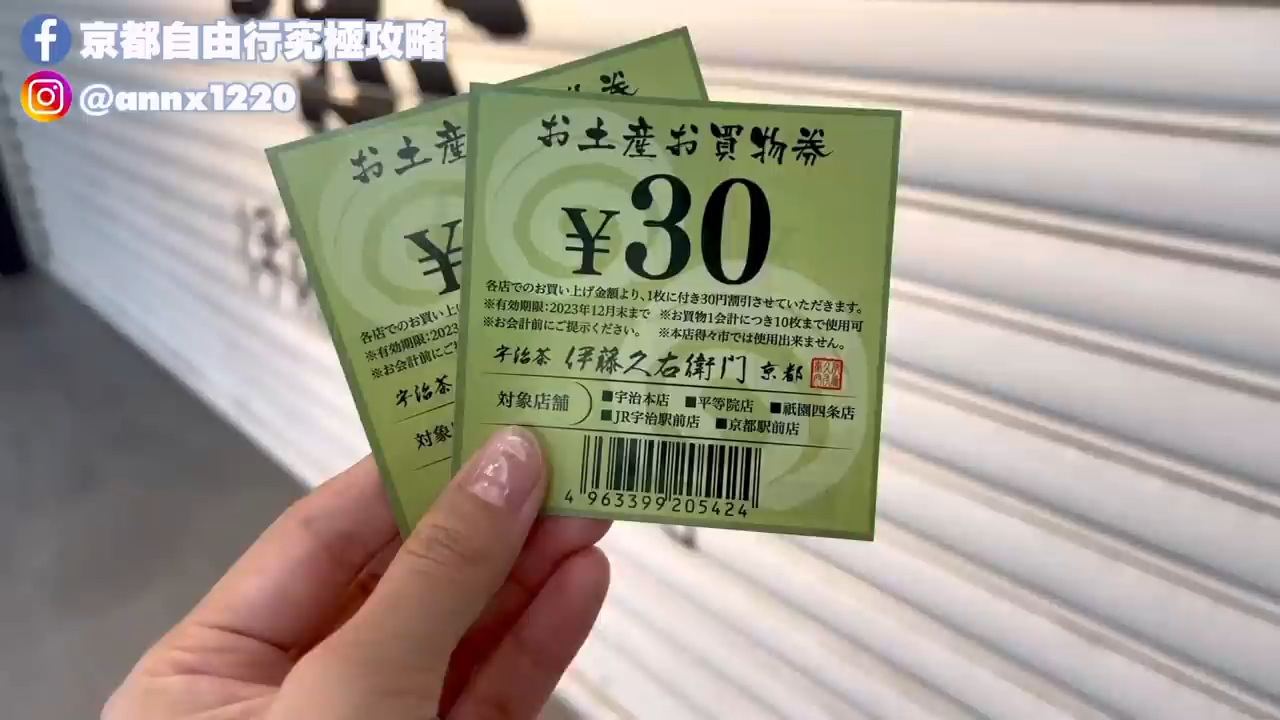 京都自由行究極攻略
@annx1220
お土産お買物券
¥30
各店でのお買い上げ金額より、1枚に付き30円割引させていただきます。
※有効期限:2023年12月末まで ※お買物1会計につき10枚まで使用可
※お会計前にご提示ください。 ※本店得々市では使用出来ません。
宇治茶 伊藤久右衛門 京都
対象店舗
■宇治本店 ■平等院店 ■祇園四条店
■JR宇治駅前店 ■京都駅前店
4 963399 205424
お土産
¥
各店でのお買い上
※有効期限:2023
※お会計前にご
宇治茶
対象